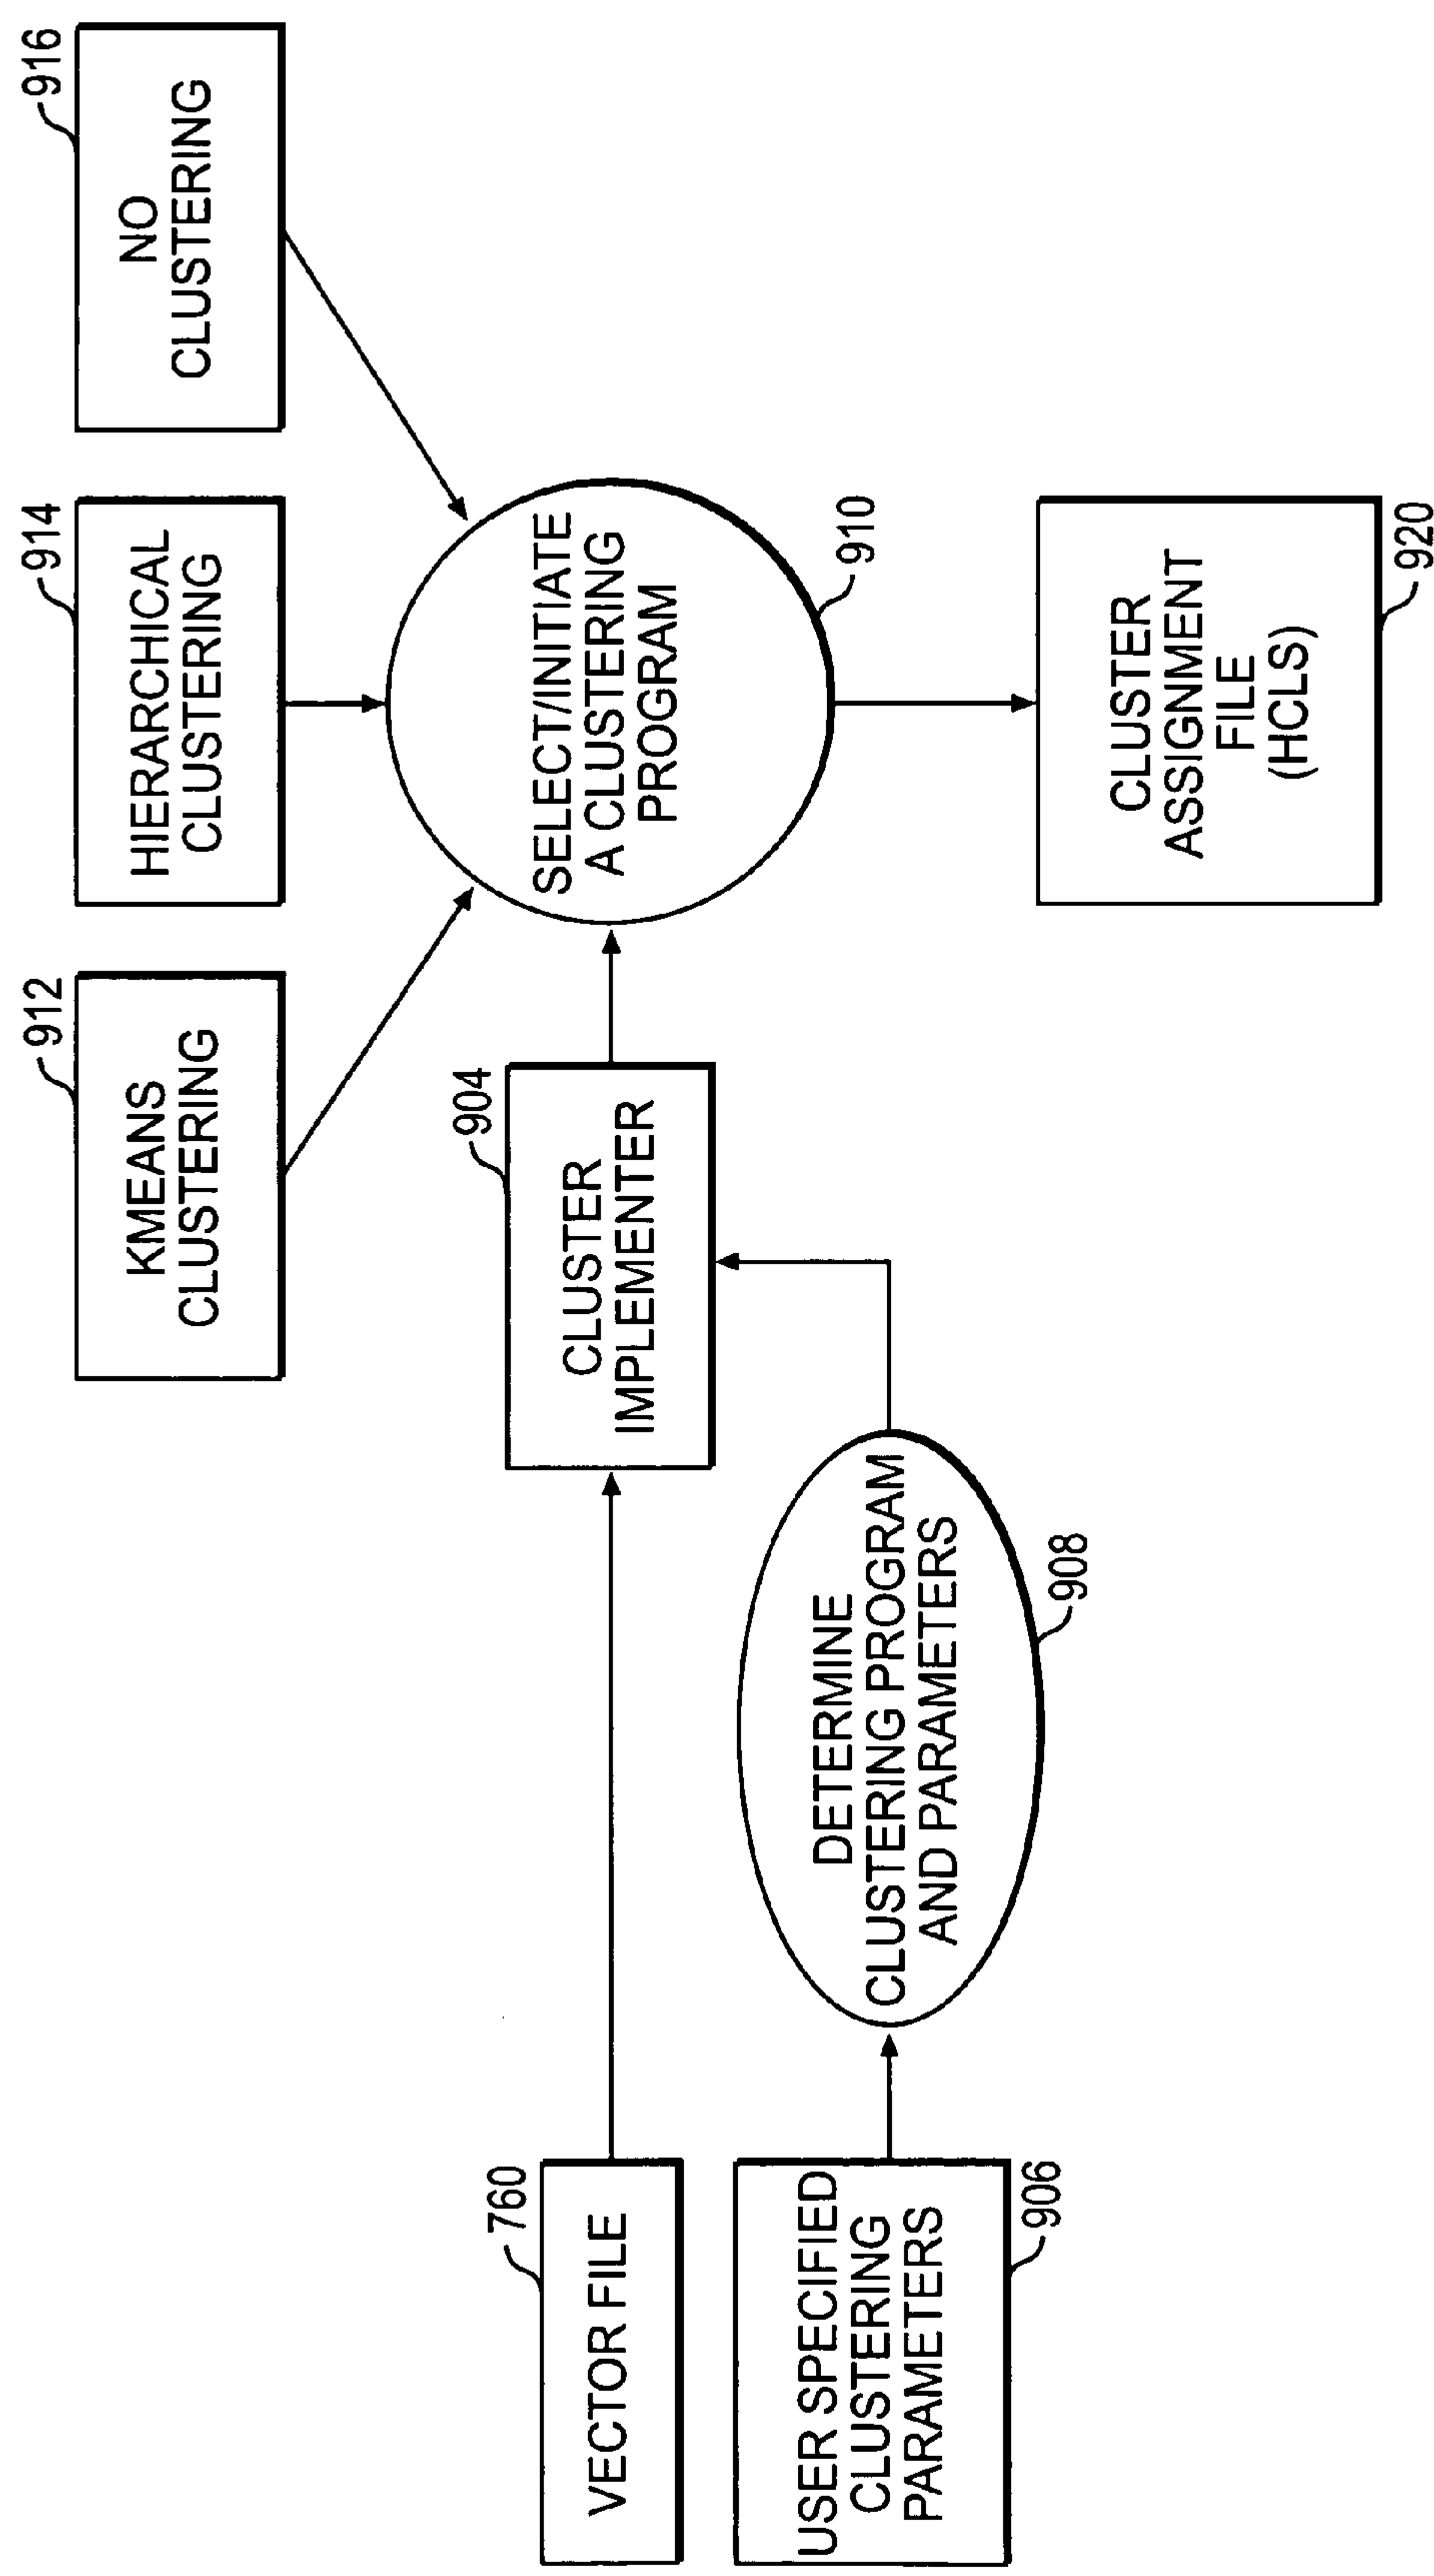 912
KMEANS
CLUSTERING
914
HIERARCHICAL
CLUSTERING
916
NO
CLUSTERING
760
VECTOR FILE
904
CLUSTER
IMPLEMENTER
SELECT/INITIATE
A CLUSTERING
PROGRAM
910
USER SPECIFIED
CLUSTERING
PARAMETERS
906
DETERMINE
CLUSTERING PROGRAM
AND PARAMETERS
908
CLUSTER
ASSIGNMENT
FILE
(HCLS)
920